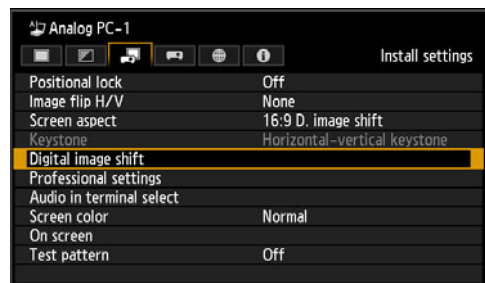 Analog PC-1
Install settings
Positional lock Off
Image flip H/V None
Screen aspect 16:9 D. image shift
Keystone Horizontal-vertical keystone
Digital image shift
Professional settings
Audio in terminal select
Screen color Normal
On screen
Test pattern Off